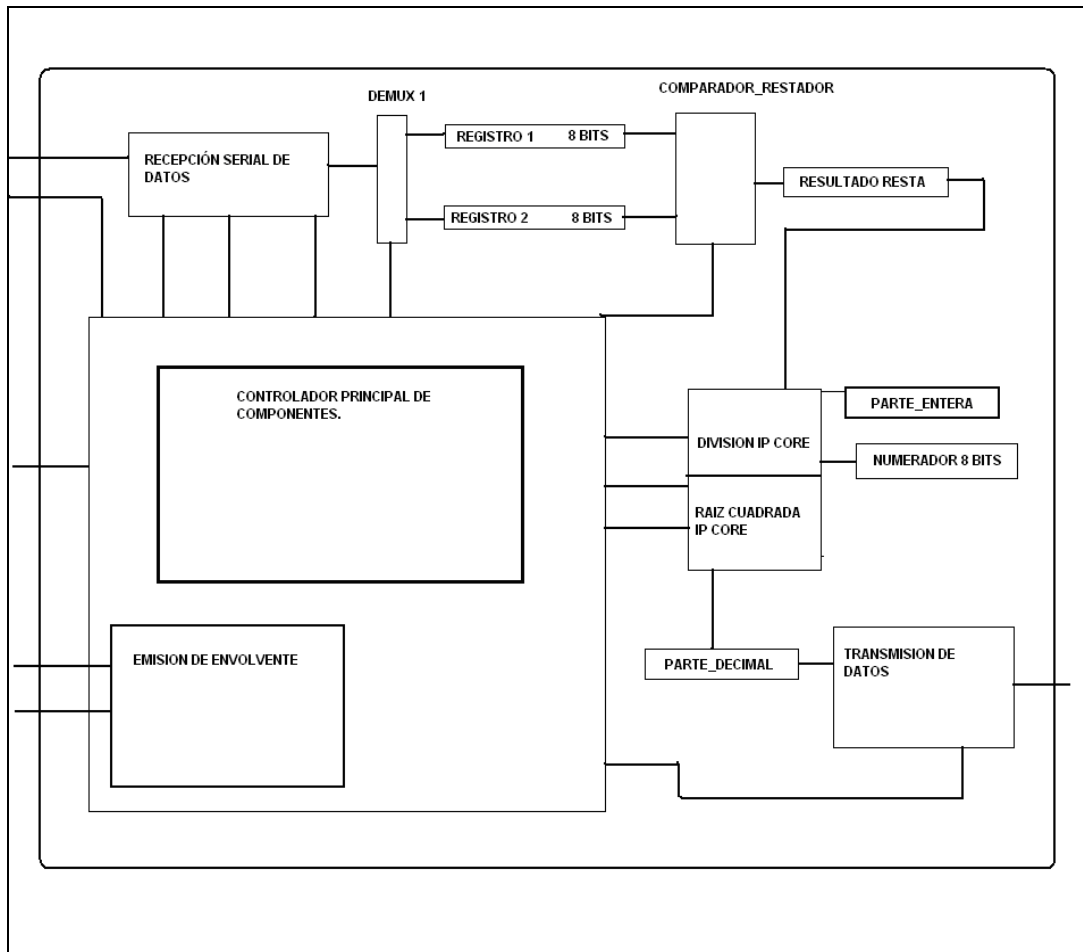 COMPARADOR_RESTADOR
DEMUX 1
REGISTRO 1 8 BITS
RECEPCIÓN SERIAL DE
DATOS
RESULTADO RESTA
REGISTRO 2 8 BITS
CONTROLADOR PRINCIPAL DE
COMPONENTES.
PARTE_ENTERA
DIVISION IP CORE
NUMERADOR 8 BITS
RAIZ CUADRADA
IP CORE
EMISION DE ENVOLVENTE
PARTE_DECIMAL
TRANSMISION DE
DATOS